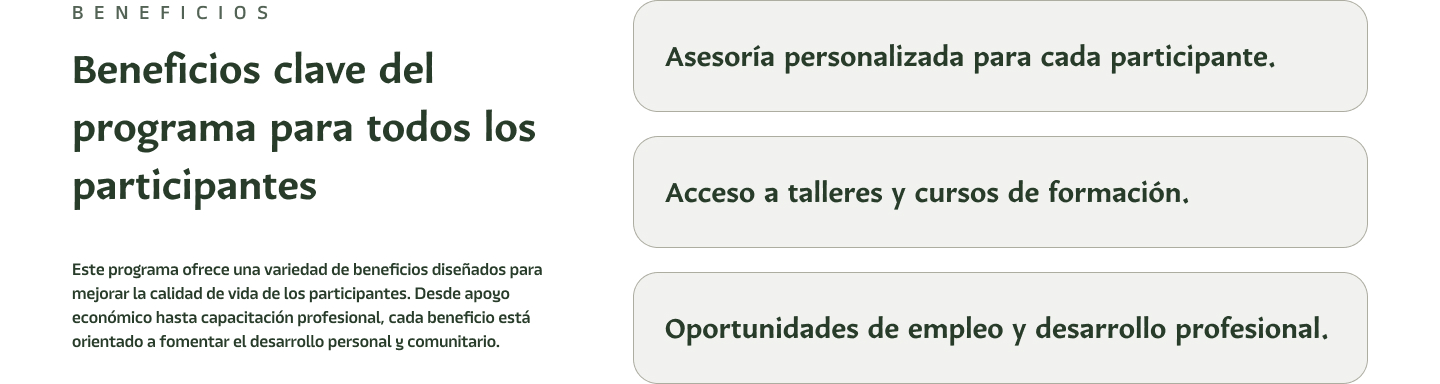 BENEFICIOS
Beneficios clave del
programa para todos los
participantes
Este programa ofrece una variedad de beneficios diseñados para
mejorar la calidad de vida de los participantes. Desde apoyo
económico hasta capacitación profesional, cada beneficio está
orientado a fomentar el desarrollo personal y comunitario.
Asesoría personalizada para cada participante.
Acceso a talleres y cursos de formación.
Oportunidades de empleo y desarrollo profesional.